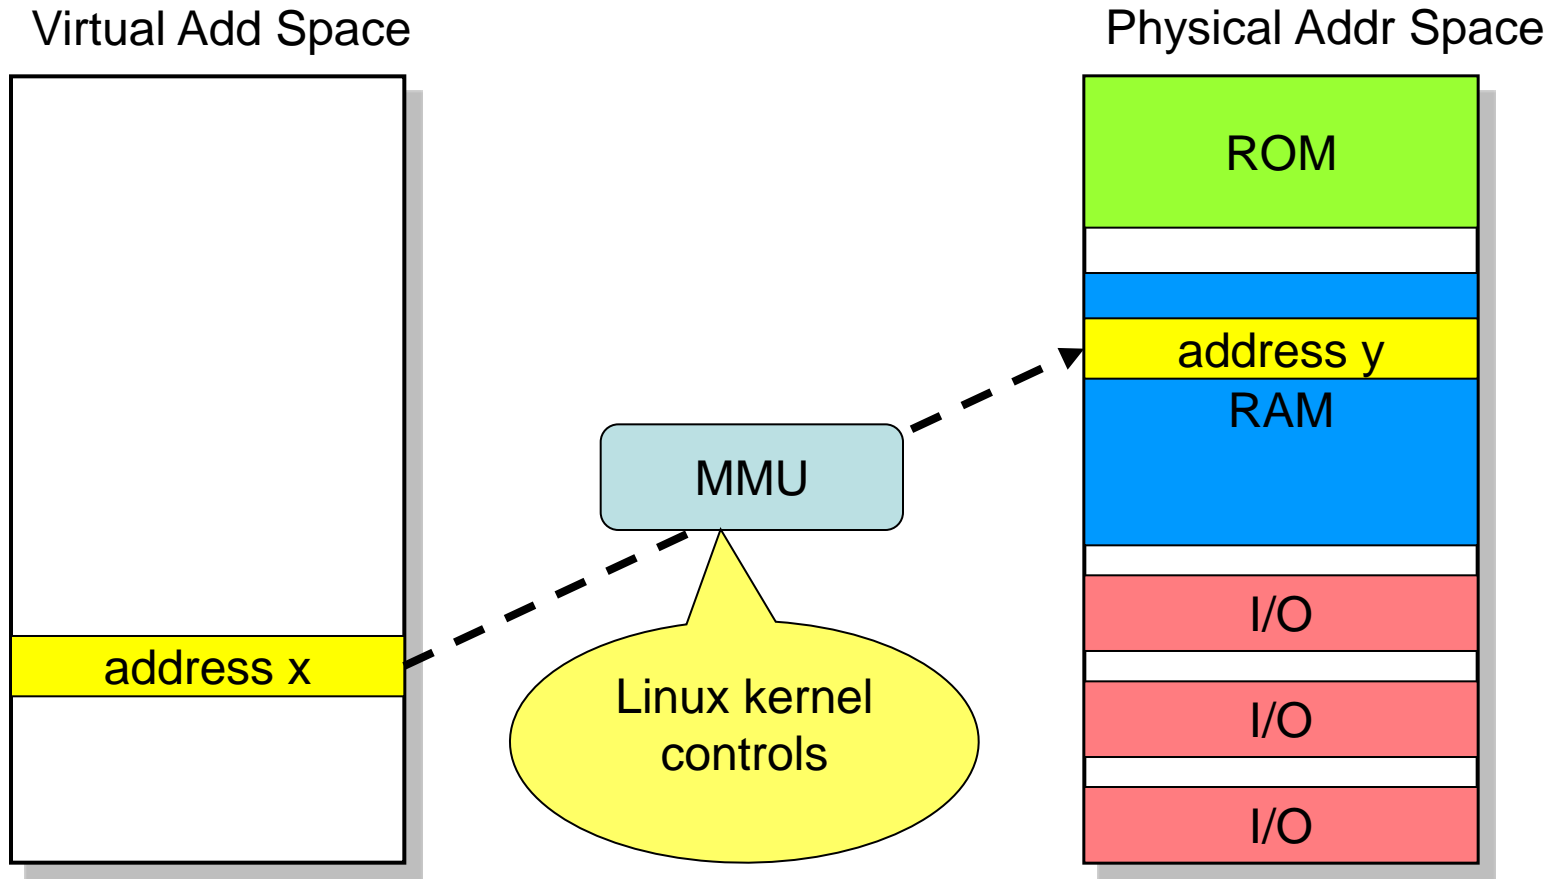 Virtual Add Space
Physical Addr Space
ROM
address y
RAM
MMU
I/O
address x
Linux kernel
controls
I/O
I/O